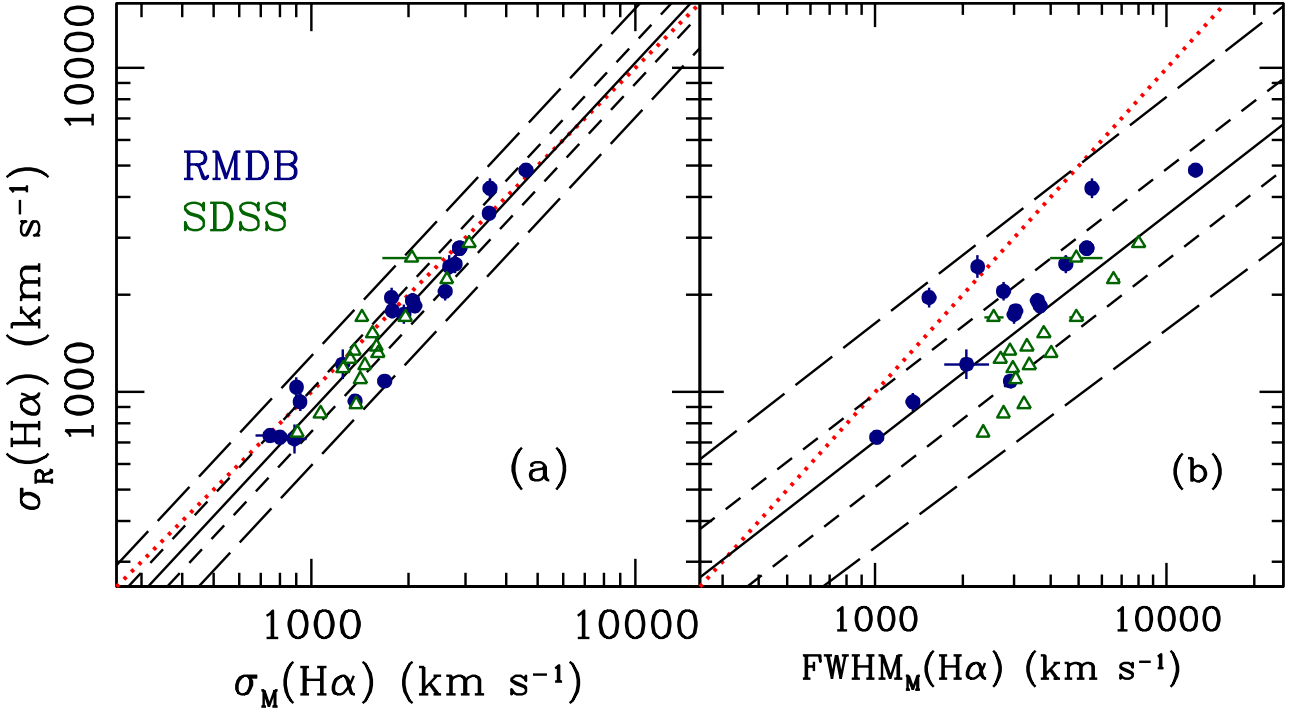 10000
1000
σR(Hα) (km s−1)
RMDB
SDSS
(a)
(b)
1000
10000
1000
10000
σM(Hα) (km s−1)
FWHMM(Hα) (km s−1)